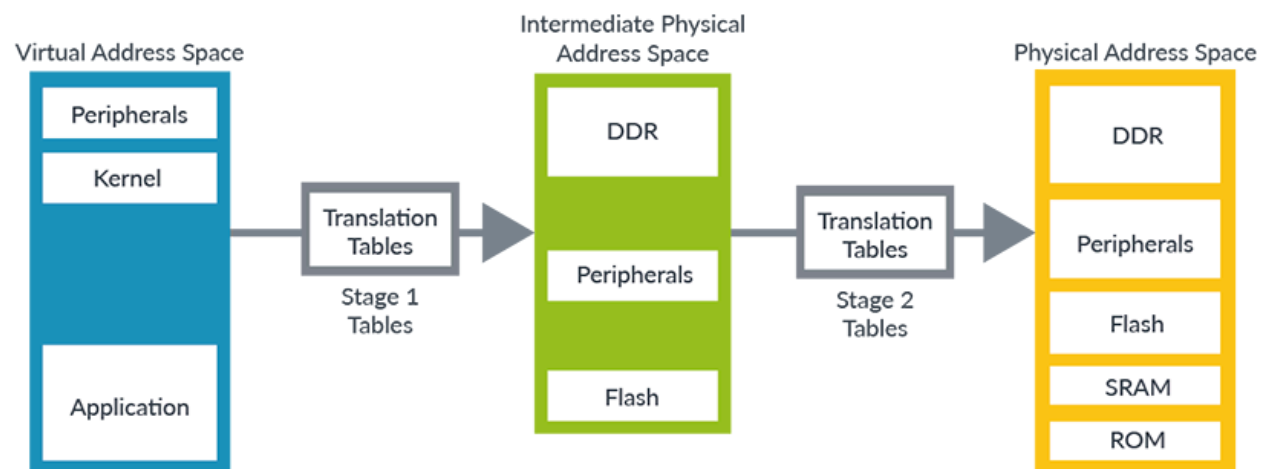 Virtual Address Space
Peripherals
Kernel
Application
Translation
Tables
Stage 1
Tables
Intermediate Physical
Address Space
DDR
Peripherals
Flash
Translation
Tables
Stage 2
Tables
Physical Address Space
DDR
Peripherals
Flash
SRAM
ROM